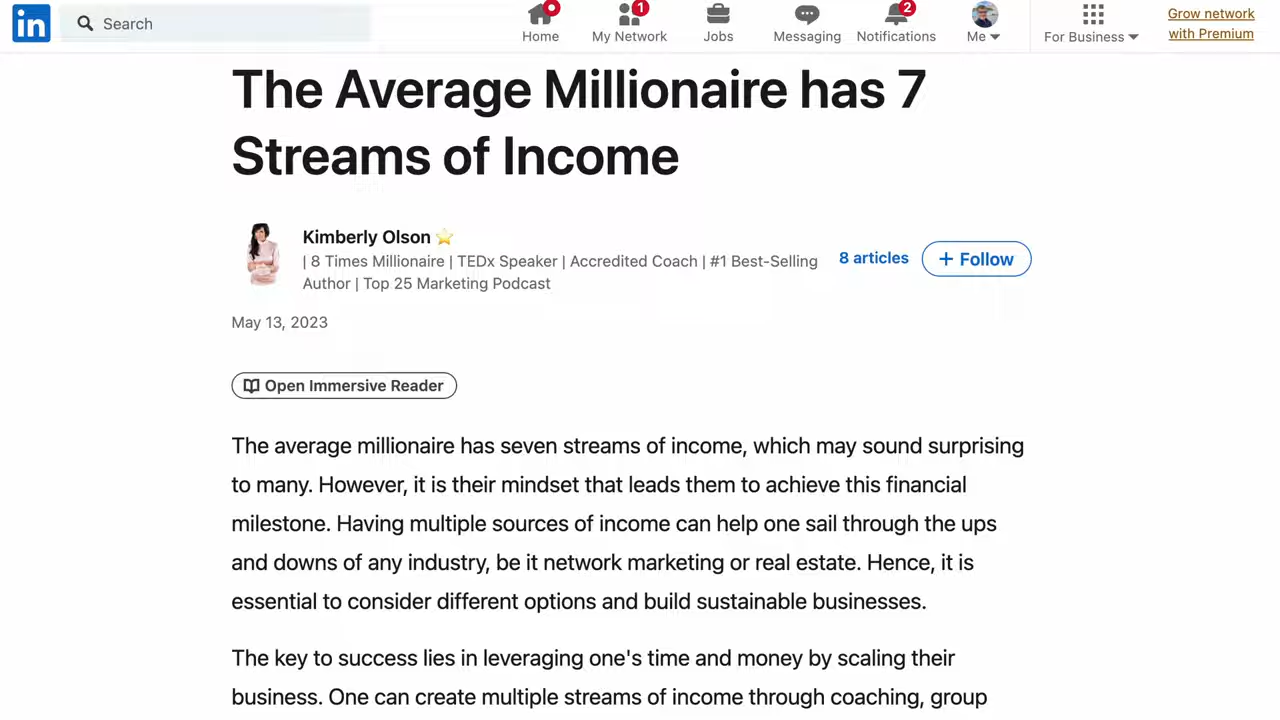 in
Search
Home
1
My Network
Jobs
Messaging
2
Notifications
Me
For Business
Grow network
with Premium
The Average Millionaire has 7
Streams of Income
Kimberly Olson
| 8 Times Millionaire | TEDx Speaker | Accredited Coach | #1 Best-Selling
Author | Top 25 Marketing Podcast
8 articles
+ Follow
May 13, 2023
Open Immersive Reader
The average millionaire has seven streams of income, which may sound surprising
to many. However, it is their mindset that leads them to achieve this financial
milestone. Having multiple sources of income can help one sail through the ups
and downs of any industry, be it network marketing or real estate. Hence, it is
essential to consider different options and build sustainable businesses.
The key to success lies in leveraging one's time and money by scaling their
business. One can create multiple streams of income through coaching, group